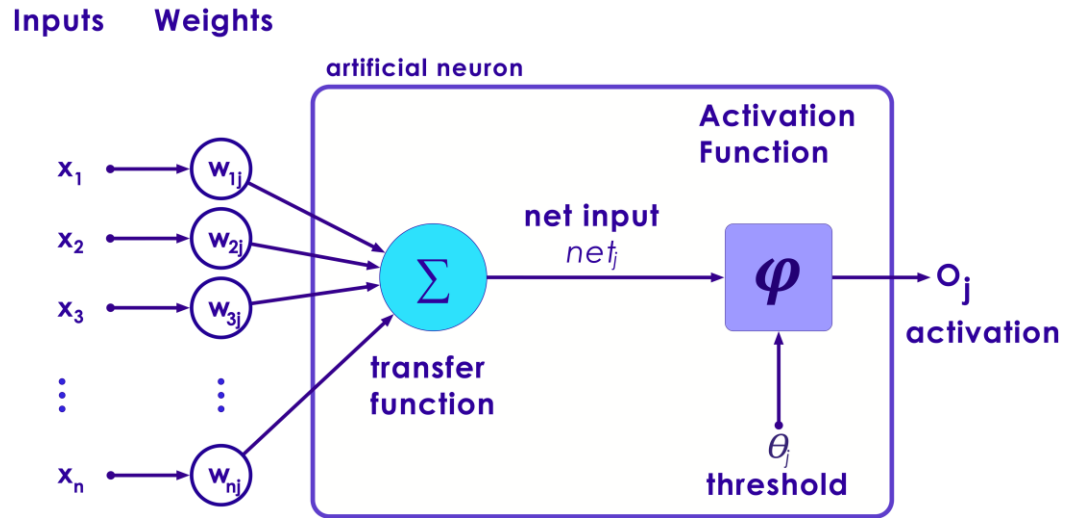 Inputs Weights
artificial neuron
Activation
Function
x₁ w₁ⱼ
x₂ w₂ⱼ
x₃ w₃ⱼ
⋮ ⋮
xₙ wₙⱼ
Σ
transfer
function
net input
netⱼ
φ
oⱼ
activation
θⱼ
threshold